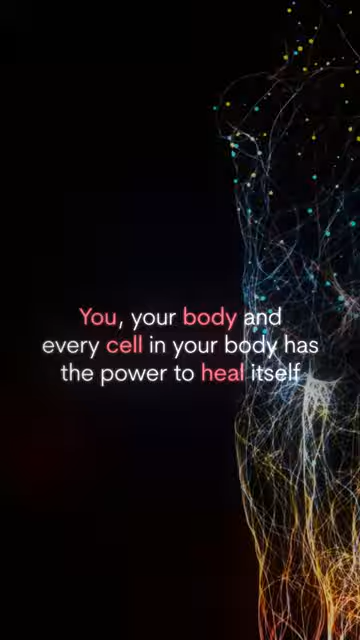 You, your body and
every cell in your body has
the power to heal itself